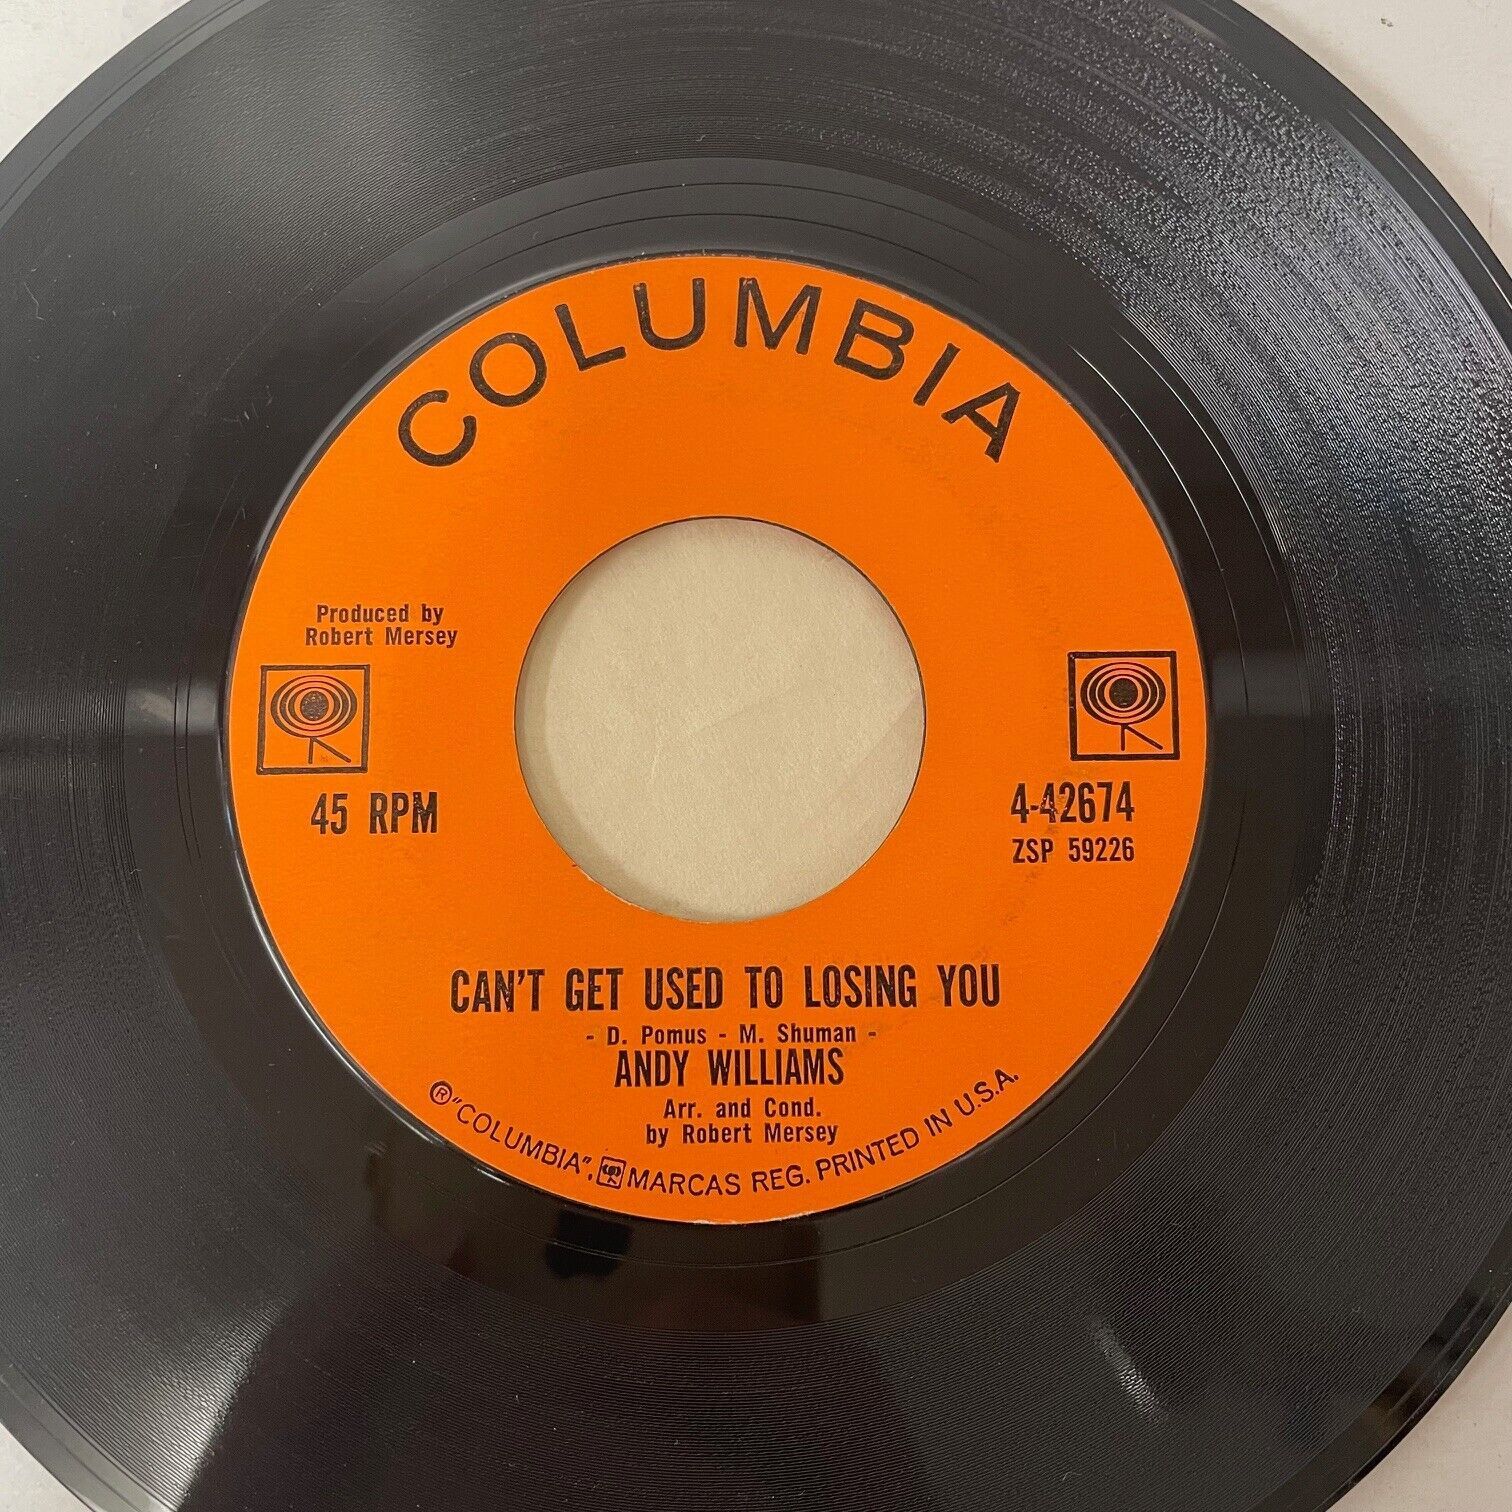 COLUMBIA
Produced by
Robert Mersey
45 RPM
4-42674
ZSP 59226
CAN'T GET USED TO LOSING YOU
- D. Pomus - M. Shuman -
ANDY WILLIAMS
Arr. and Cond.
by Robert Mersey
®"COLUMBIA", MARCAS REG. PRINTED IN U.S.A.